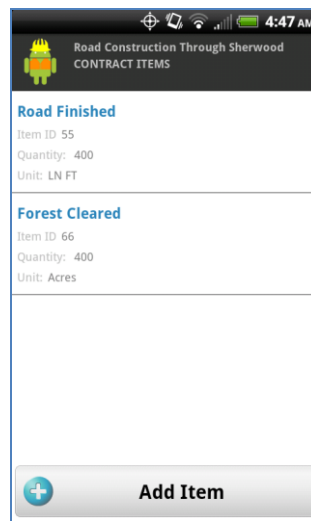 4:47 AM
Road Construction Through Sherwood
CONTRACT ITEMS
Road Finished
Item ID 55
Quantity: 400
Unit: LN FT
Forest Cleared
Item ID 66
Quantity: 400
Unit: Acres
Add Item